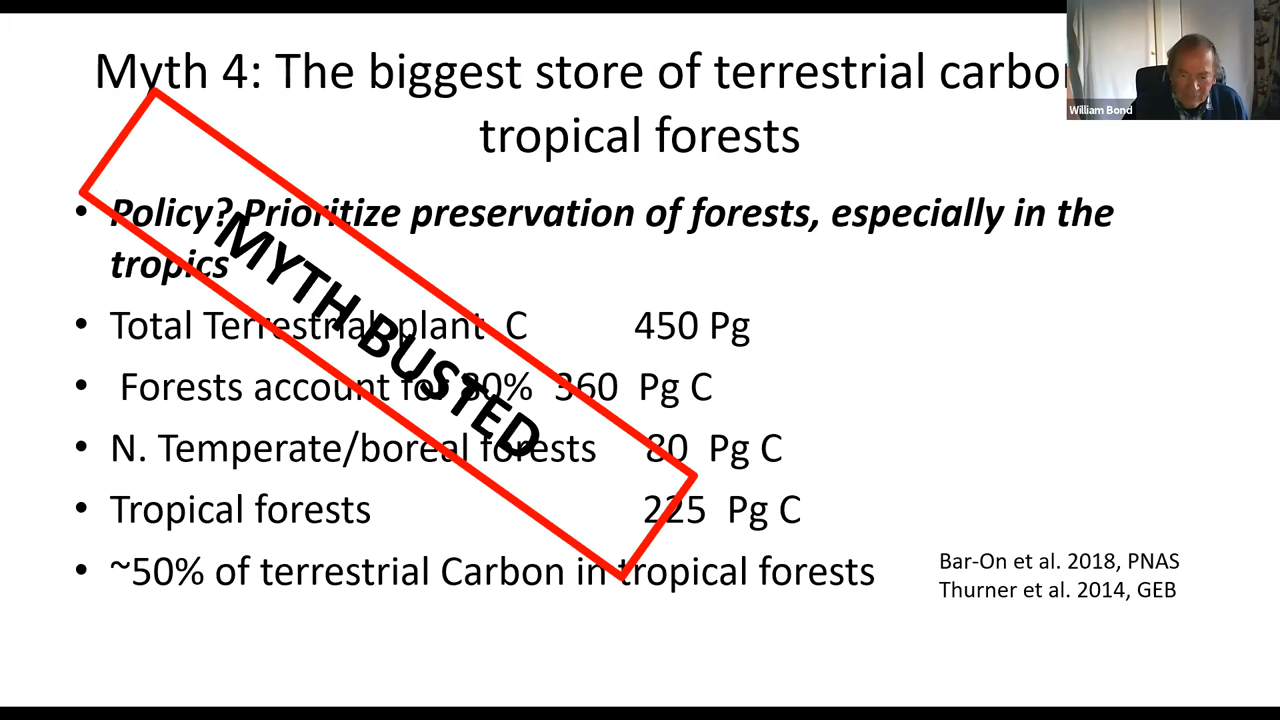 Myth 4: The biggest store of terrestrial carbon
tropical forests
William Bond
• Policy? Prioritize preservation of forests, especially in the
tropics
• Total Terrestrial plant C 450 Pg
• Forests account for 80% 360 Pg C
• N. Temperate/boreal forests 80 Pg C
• Tropical forests 225 Pg C
• ~50% of terrestrial Carbon in tropical forests
MYTH BUSTED
Bar-On et al. 2018, PNAS
Thurner et al. 2014, GEB